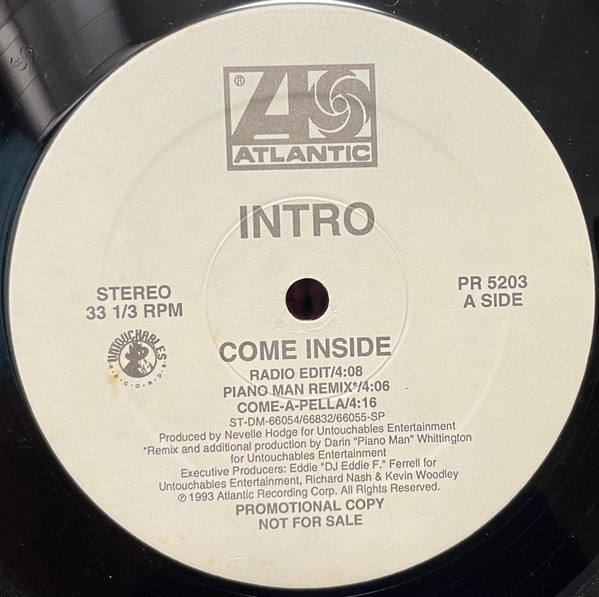 ®
ATLANTIC
INTRO
STEREO
33 1/3 RPM
PR 5203
A SIDE
UNTOUCHABLES
R·E·C·O·R·D·S
COME INSIDE
RADIO EDIT/4:08
PIANO MAN REMIX*/4:06
COME-A-PELLA/4:16
ST-DM-66054/66832/66055-SP
Produced by Nevelle Hodge for Untouchables Entertainment
*Remix and additional production by Darin "Piano Man" Whittington
for Untouchables Entertainment
Executive Producers: Eddie "DJ Eddie F." Ferrell for
Untouchables Entertainment, Richard Nash & Kevin Woodley
℗ 1993 Atlantic Recording Corp. All Rights Reserved.
PROMOTIONAL COPY
NOT FOR SALE